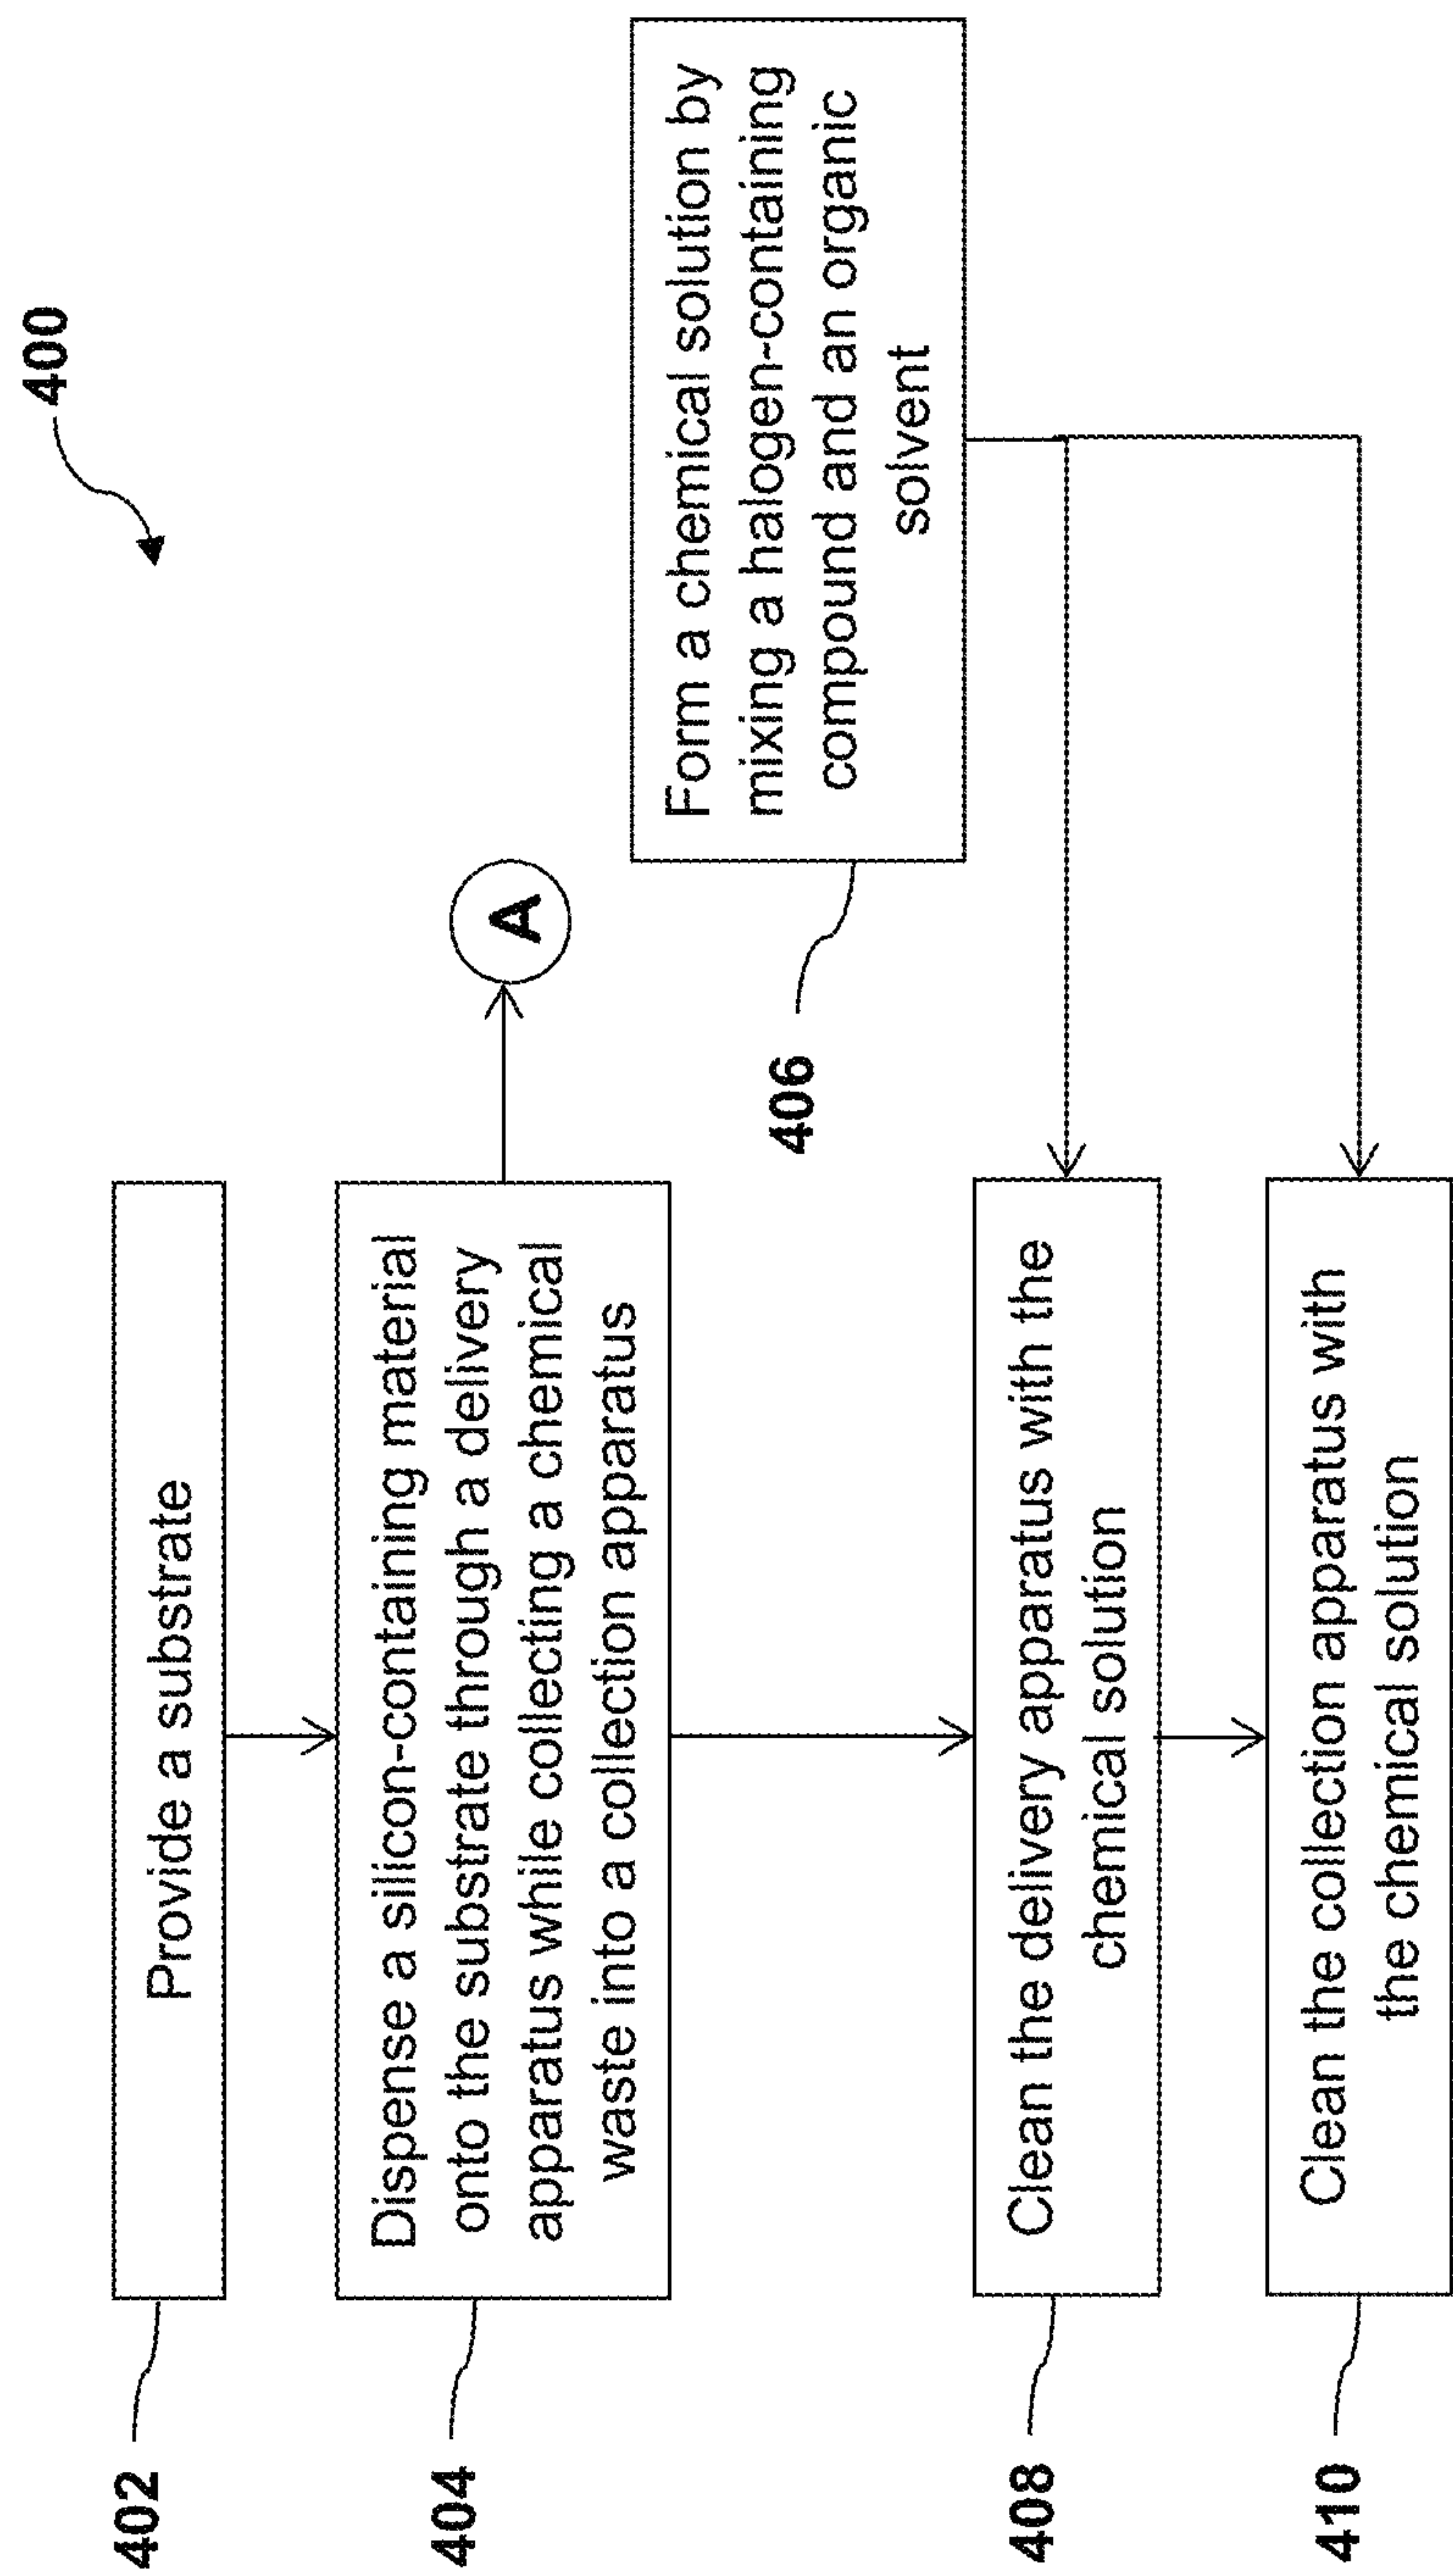 400
402
Provide a substrate
404
Dispense a silicon-containing material
onto the substrate through a delivery
apparatus while collecting a chemical
waste into a collection apparatus
A
406
Form a chemical solution by
mixing a halogen-containing
compound and an organic
solvent
408
Clean the delivery apparatus with the
chemical solution
410
Clean the collection apparatus with
the chemical solution